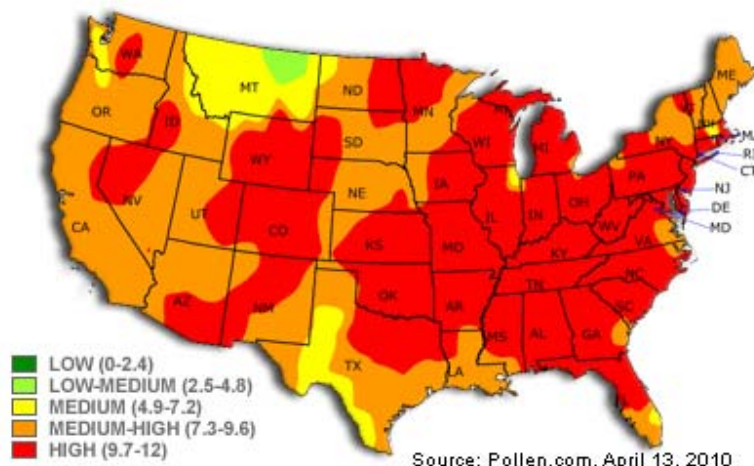 WA
MT
ND
MN
ME
OR
ID
SD
WI
MI
NY
WY
MA
RI
CT
NE
IA
PA
NJ
NV
UT
IL
IN
OH
DE
MD
CA
CO
KS
MO
WV
VA
KY
AZ
NM
OK
AR
TN
NC
SC
TX
LA
MS
AL
GA
FL
LOW (0-2.4)
LOW-MEDIUM (2.5-4.8)
MEDIUM (4.9-7.2)
MEDIUM-HIGH (7.3-9.6)
HIGH (9.7-12)
Source: Pollen.com, April 13, 2010